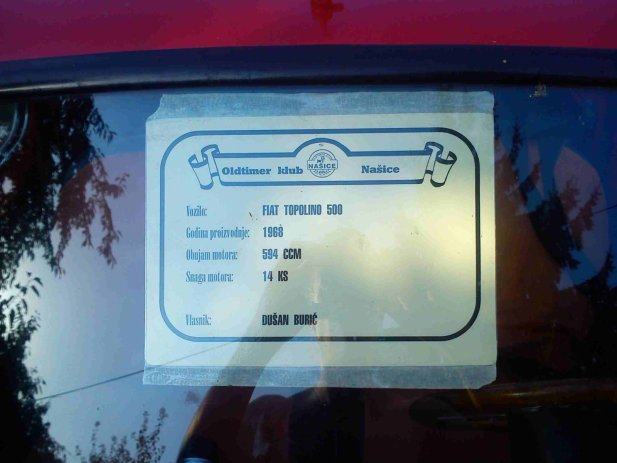 Oldtimer klub Našice
NAŠICE
Vozilo: FIAT TOPOLINO 500
Godina proizvodnje: 1968
Obujam motora: 594 CCM
Snaga motora: 14 KS
Vlasnik: DUŠAN BURIĆ